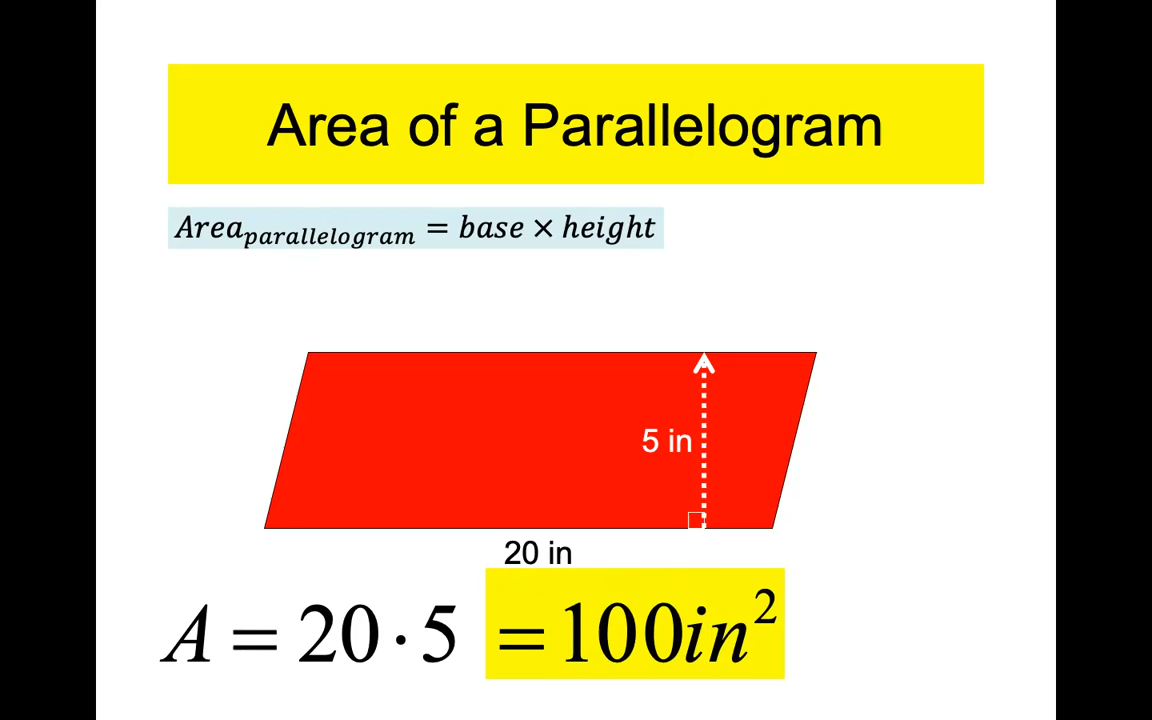 Area of a Parallelogram
Area_parallelogram = base × height
5 in
20 in
A = 20 · 5 = 100in²